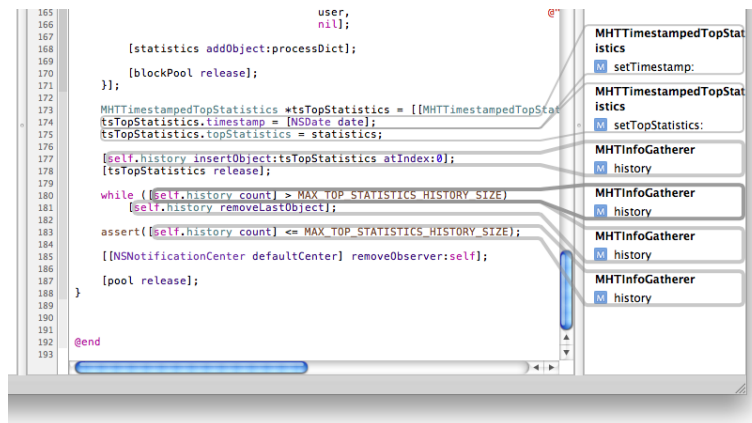 165 user, @"
166 nil];
167
168 [statistics addObject:processDict];
169
170 [blockPool release];
171 }];
172
173 MHTTimestampedTopStatistics *tsTopStatistics = [[MHTTimestampedTopStat
174 tsTopStatistics.timestamp = [NSDate date];
175 tsTopStatistics.topStatistics = statistics;
176
177 [self.history insertObject:tsTopStatistics atIndex:0];
178 [tsTopStatistics release];
179
180 while ([self.history count] > MAX_TOP_STATISTICS_HISTORY_SIZE)
181 [self.history removeLastObject];
182
183 assert([self.history count] <= MAX_TOP_STATISTICS_HISTORY_SIZE);
184
185 [[NSNotificationCenter defaultCenter] removeObserver:self];
186
187 [pool release];
188 }
189
190
191
192 @end
193
MHTTimestampedTopStat
istics
M setTimestamp:
MHTTimestampedTopStat
istics
M setTopStatistics:
MHTInfoGatherer
M history
MHTInfoGatherer
M history
MHTInfoGatherer
M history
MHTInfoGatherer
M history